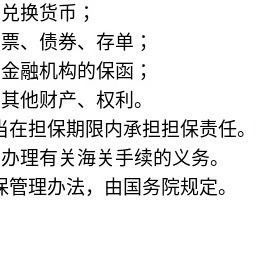 兑换货币；
票、债券、存单；
金融机构的保函；
其他财产、权利。
当在担保期限内承担担保责任。
办理有关海关手续的义务。
保管理办法，由国务院规定。